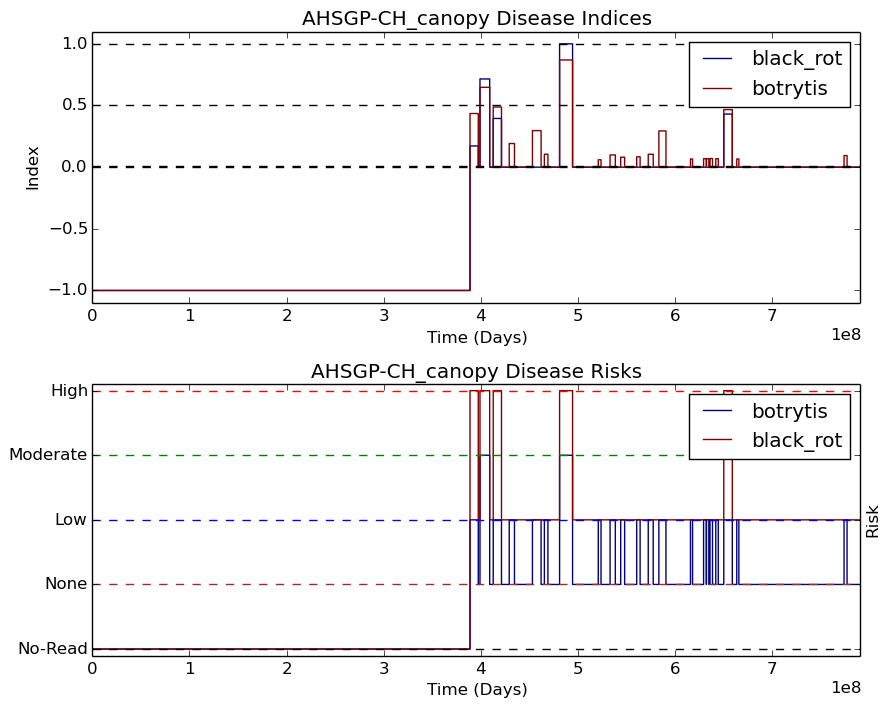 AHSGP-CH_canopy Disease Indices
1.0
0.5
0.0
−0.5
−1.0
Index
black_rot
botrytis
0 1 2 3 4 5 6 7
1e8
Time (Days)
AHSGP-CH_canopy Disease Risks
High
Moderate
Low
None
No-Read
botrytis
black_rot
Risk
0 1 2 3 4 5 6 7
1e8
Time (Days)